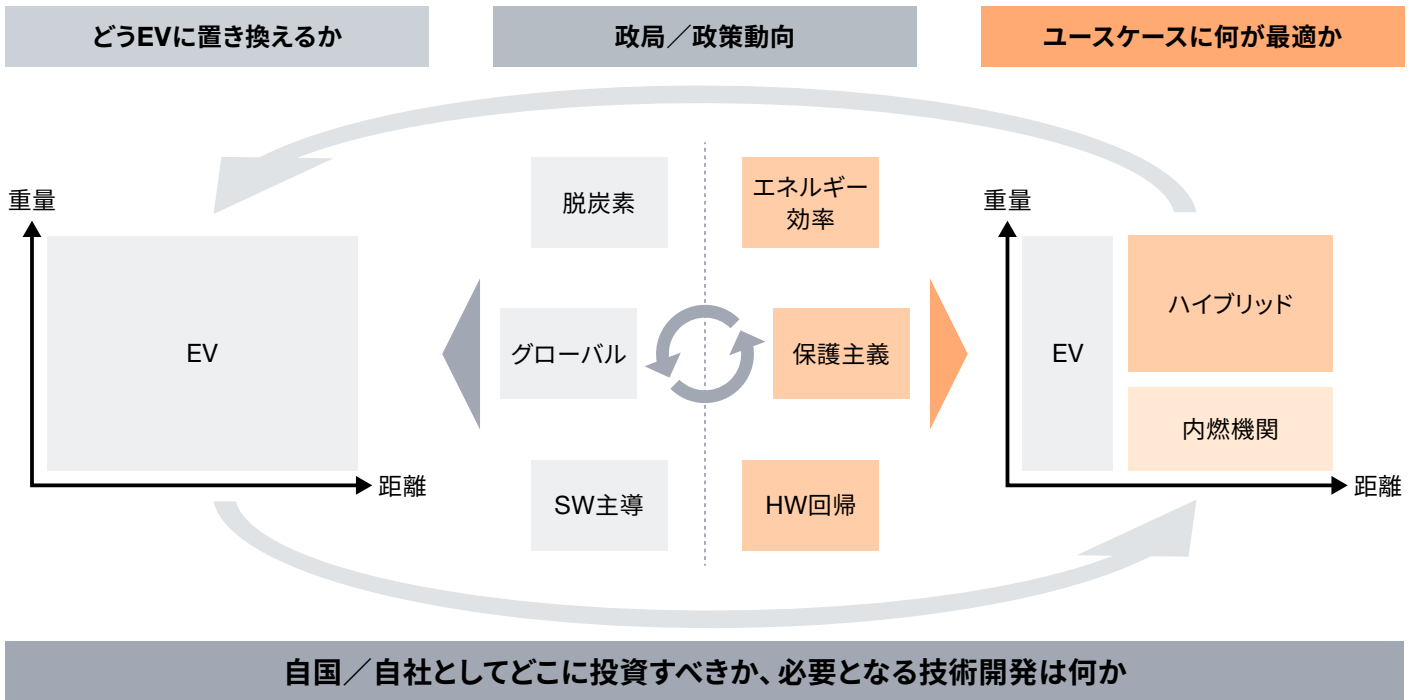 どうEVに置き換えるか
政局／政策動向
ユースケースに何が最適か
重量
EV
距離
脱炭素
エネルギー
効率
グローバル
保護主義
SW主導
HW回帰
重量
EV
ハイブリッド
内燃機関
距離
自国／自社としてどこに投資すべきか、必要となる技術開発は何か